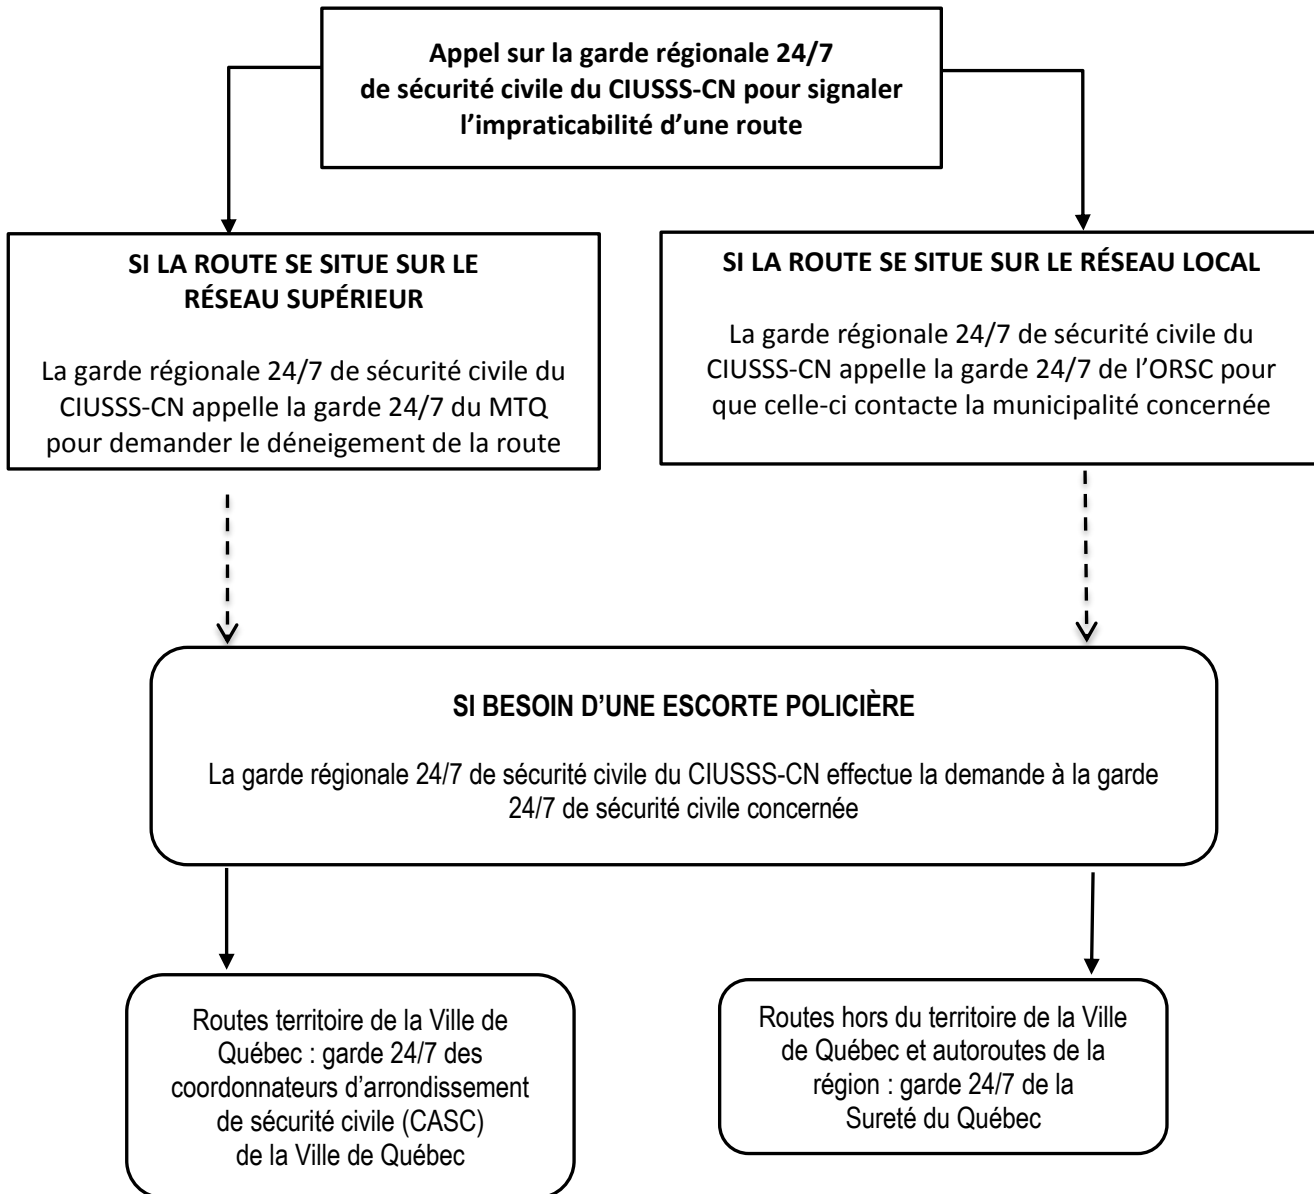 Appel sur la garde régionale 24/7
de sécurité civile du CIUSSS-CN pour signaler
l’impraticabilité d’une route
SI LA ROUTE SE SITUE SUR LE
RÉSEAU SUPÉRIEUR
La garde régionale 24/7 de sécurité civile du
CIUSSS-CN appelle la garde 24/7 du MTQ
pour demander le déneigement de la route
SI LA ROUTE SE SITUE SUR LE RÉSEAU LOCAL
La garde régionale 24/7 de sécurité civile du
CIUSSS-CN appelle la garde 24/7 de l’ORSC pour
que celle-ci contacte la municipalité concernée
SI BESOIN D’UNE ESCORTE POLICIÈRE
La garde régionale 24/7 de sécurité civile du CIUSSS-CN effectue la demande à la garde
24/7 de sécurité civile concernée
Routes territoire de la Ville de
Québec : garde 24/7 des
coordonnateurs d’arrondissement
de sécurité civile (CASC)
de la Ville de Québec
Routes hors du territoire de la Ville
de Québec et autoroutes de la
région : garde 24/7 de la
Sureté du Québec